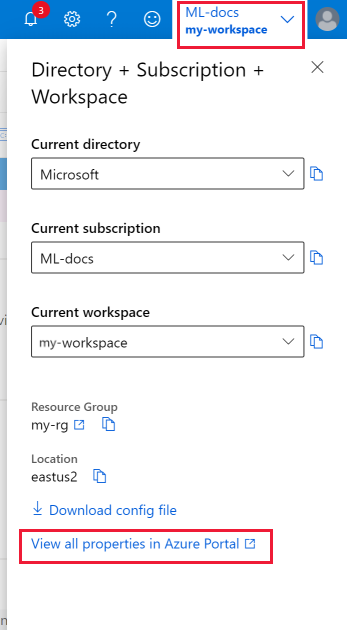 3
ML-docs
my-workspace
Directory + Subscription +
Workspace
Current directory
Microsoft
Current subscription
ML-docs
Current workspace
my-workspace
Resource Group
my-rg
Location
eastus2
Download config file
View all properties in Azure Portal